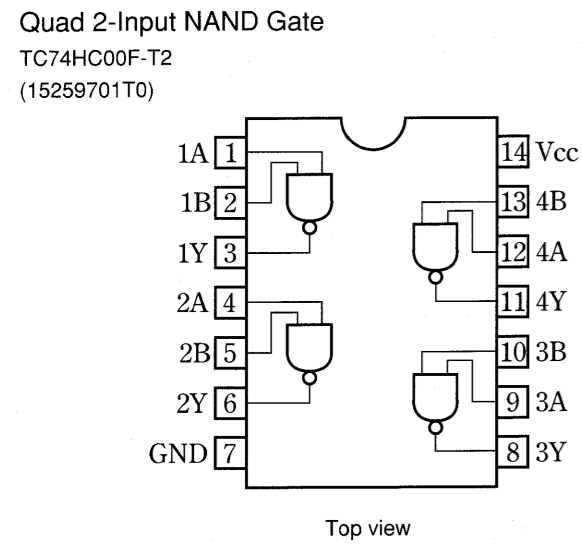 Quad 2-Input NAND Gate
TC74HC00F-T2
(15259701T0)
1A 1 14 Vcc
1B 2 13 4B
1Y 3 12 4A
2A 4 11 4Y
2B 5 10 3B
2Y 6 9 3A
GND 7 8 3Y
Top view